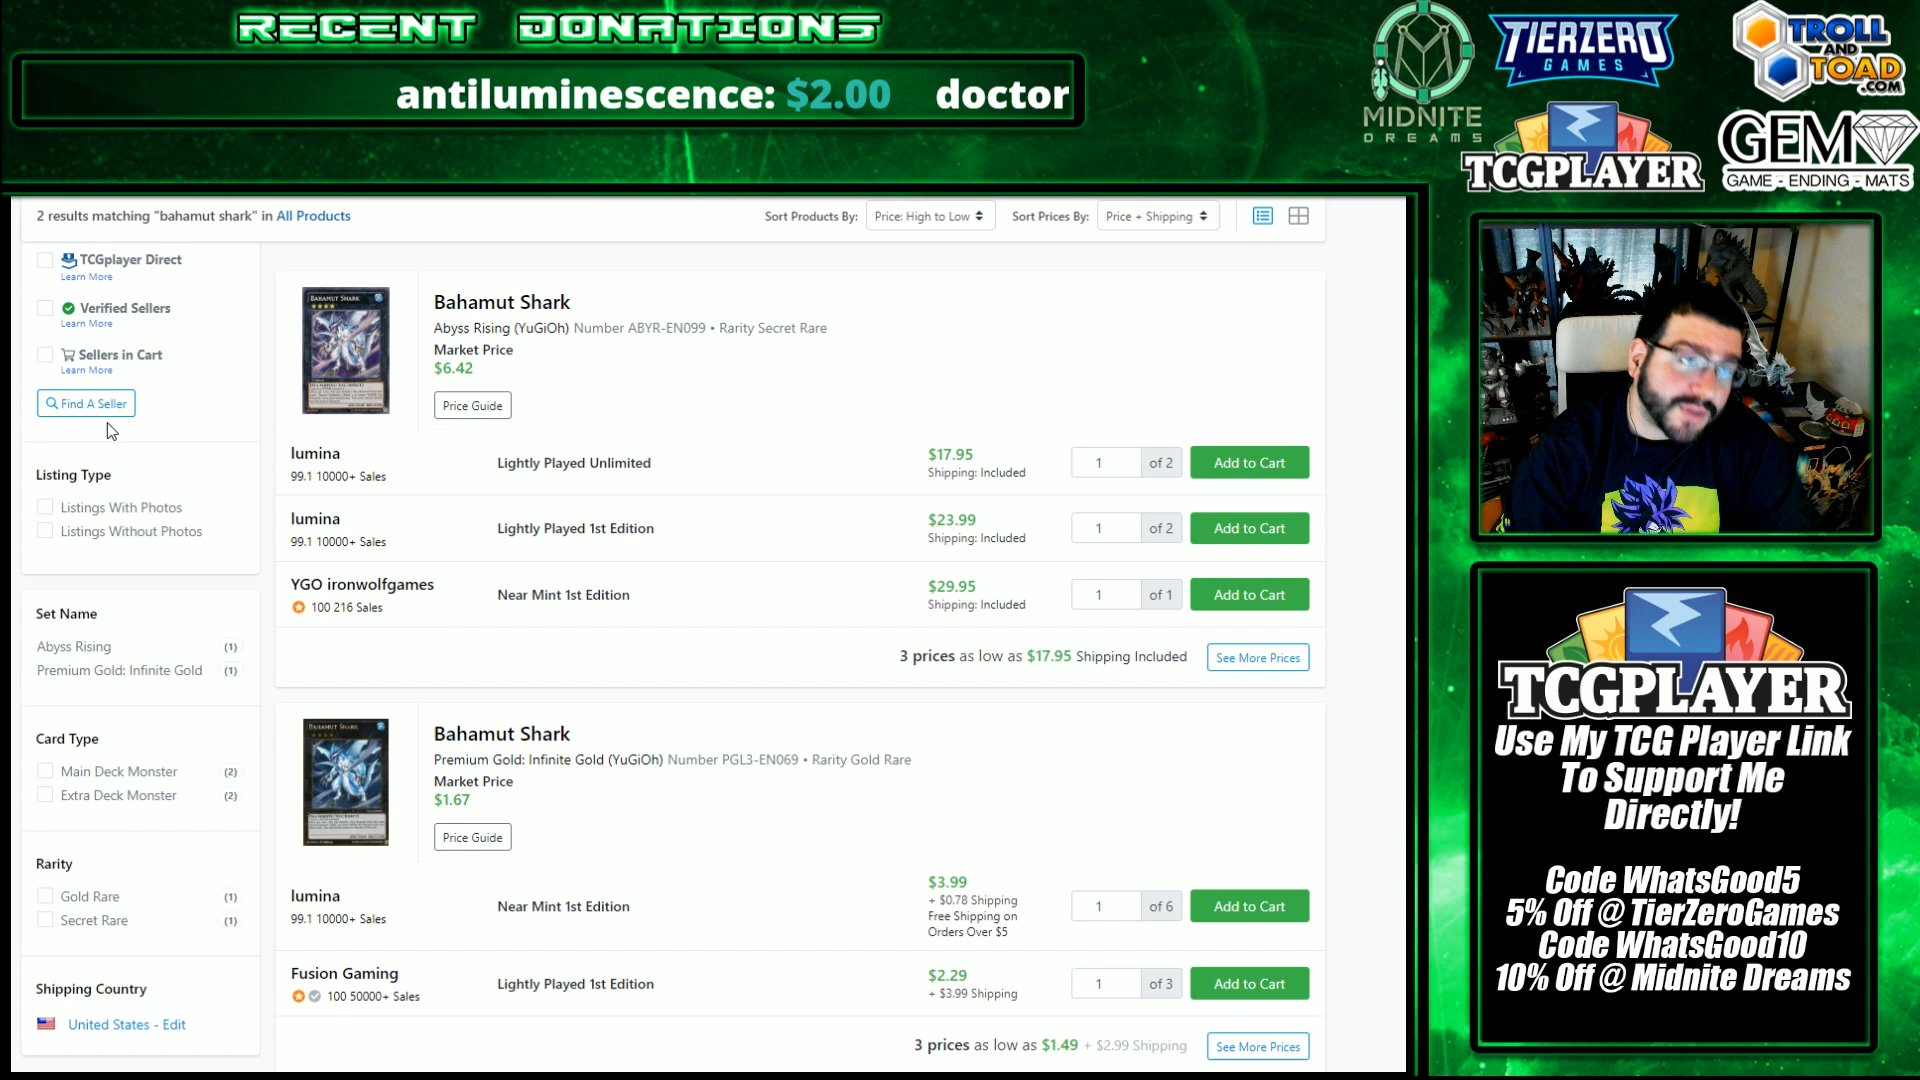 RECENT DONATIONS
antiluminescence: $2.00 doctor
MIDNITE
DREAMS
TIERZERO
GAMES
TROLL
AND
TOAD
.COM
TCGPLAYER
GEM
GAME - ENDING - MATS
2 results matching "bahamut shark" in All Products
Sort Products By: Price: High to Low
Sort Prices By: Price + Shipping
TCGplayer Direct
Learn More
Verified Sellers
Learn More
Sellers in Cart
Learn More
Find A Seller
Listing Type
Listings With Photos
Listings Without Photos
Set Name
Abyss Rising (1)
Premium Gold: Infinite Gold (1)
Card Type
Main Deck Monster (2)
Extra Deck Monster (2)
Rarity
Gold Rare (1)
Secret Rare (1)
Shipping Country
United States - Edit
BAHAMUT SHARK
Bahamut Shark
Abyss Rising (YuGiOh) Number ABYR-EN099 • Rarity Secret Rare
Market Price
$6.42
Price Guide
lumina
99.1 10000+ Sales
Lightly Played Unlimited
$17.95
Shipping: Included
1 of 2 Add to Cart
lumina
99.1 10000+ Sales
Lightly Played 1st Edition
$23.99
Shipping: Included
1 of 2 Add to Cart
YGO ironwolfgames
100 216 Sales
Near Mint 1st Edition
$29.95
Shipping: Included
1 of 1 Add to Cart
3 prices as low as $17.95 Shipping Included See More Prices
BAHAMUT SHARK
Bahamut Shark
Premium Gold: Infinite Gold (YuGiOh) Number PGL3-EN069 • Rarity Gold Rare
Market Price
$1.67
Price Guide
lumina
99.1 10000+ Sales
Near Mint 1st Edition
$3.99
+ $0.78 Shipping
Free Shipping on
Orders Over $5
1 of 6 Add to Cart
Fusion Gaming
100 50000+ Sales
Lightly Played 1st Edition
$2.29
+ $3.99 Shipping
1 of 3 Add to Cart
3 prices as low as $1.49 + $2.99 Shipping See More Prices
TCGPLAYER
Use My TCG Player Link
To Support Me
Directly!
Code WhatsGood5
5% Off @ TierZeroGames
Code WhatsGood10
10% Off @ Midnite Dreams